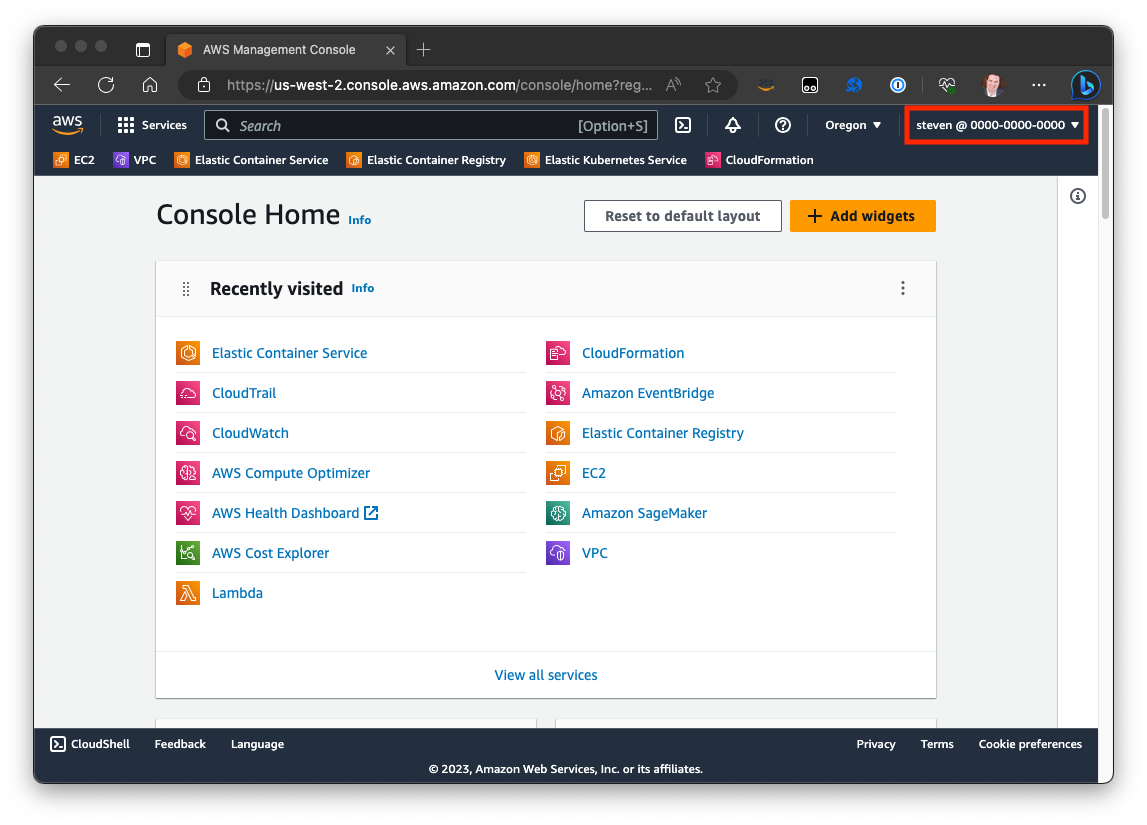 AWS Management Console
https://us-west-2.console.aws.amazon.com/console/home?reg...
aws
Services
Search
[Option+S]
Oregon
steven @ 0000-0000-0000
EC2
VPC
Elastic Container Service
Elastic Container Registry
Elastic Kubernetes Service
CloudFormation
Console Home
Info
Reset to default layout
Add widgets
Recently visited
Info
Elastic Container Service
CloudTrail
CloudWatch
AWS Compute Optimizer
AWS Health Dashboard
AWS Cost Explorer
Lambda
CloudFormation
Amazon EventBridge
Elastic Container Registry
EC2
Amazon SageMaker
VPC
View all services
CloudShell
Feedback
Language
Privacy
Terms
Cookie preferences
© 2023, Amazon Web Services, Inc. or its affiliates.